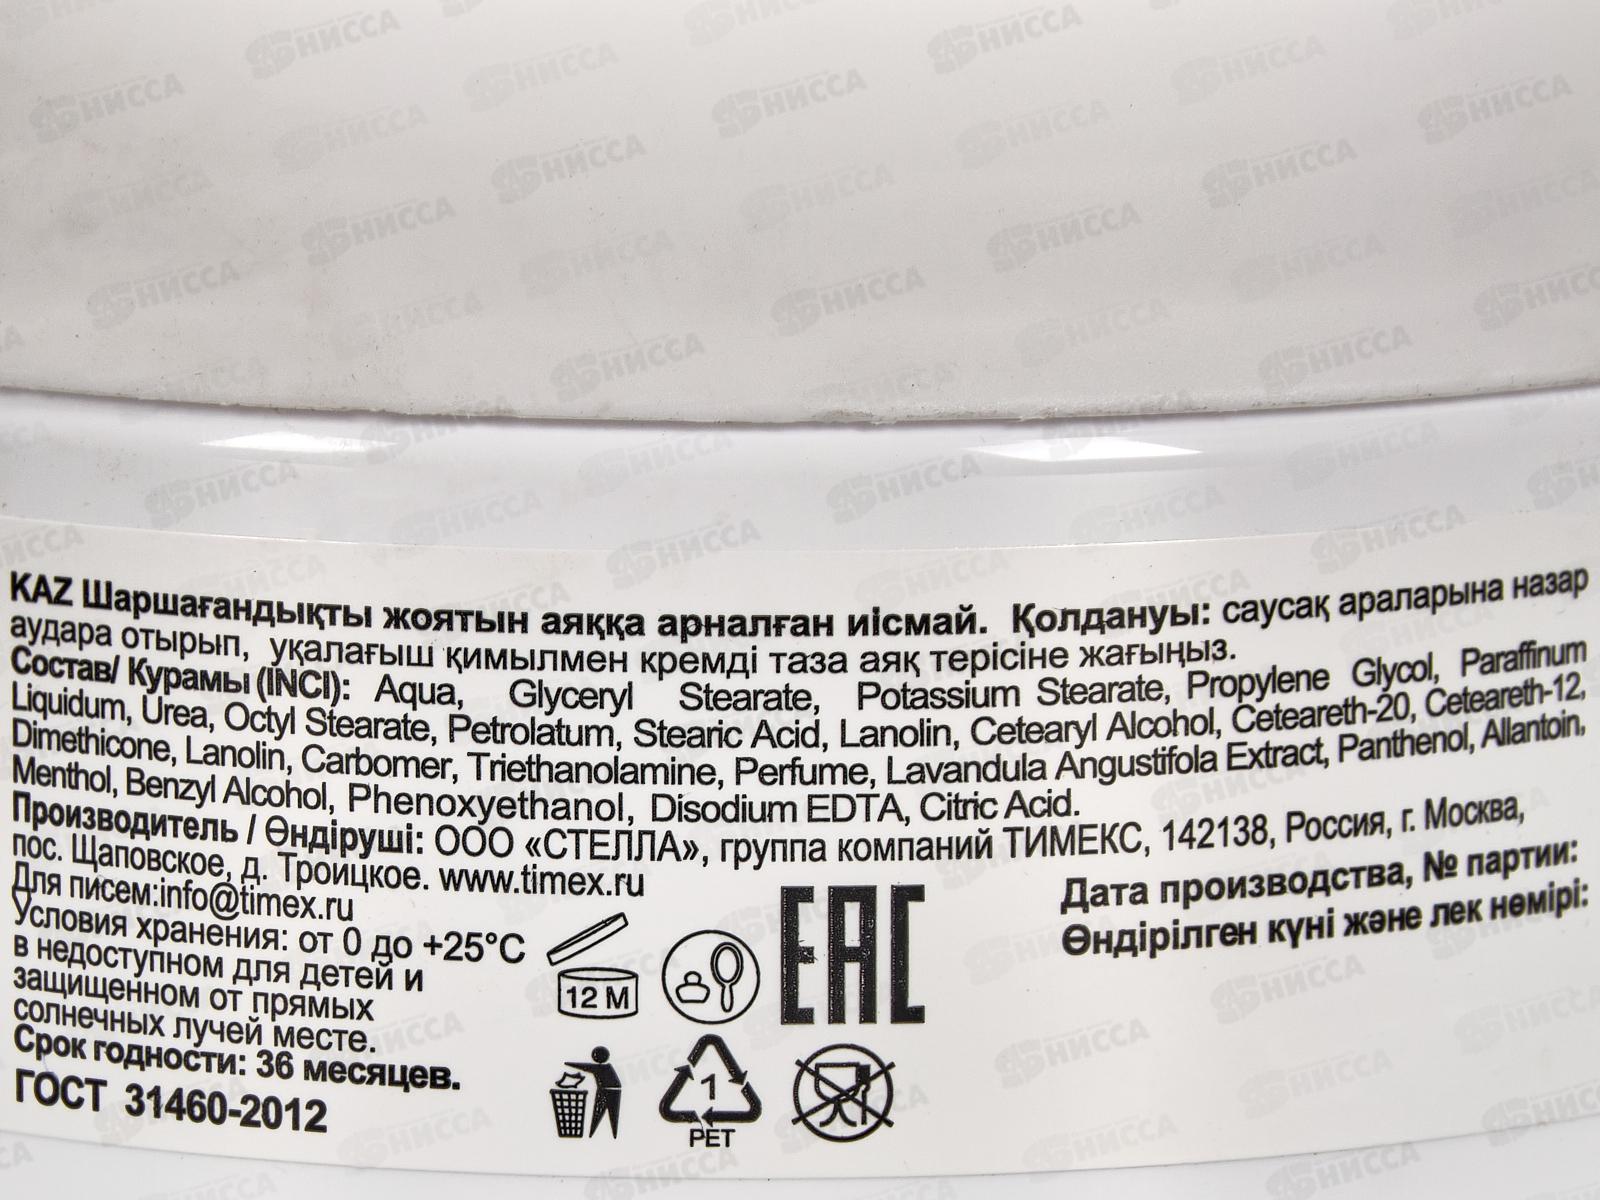 KAZ Шаршағандықты жоятын аяққа арналған иісмай. Қолдануы: саусақ араларына назар
аудара отырып, уқалағыш қимылмен кремді таза аяқ терісіне жағыңыз.
Состав/ Курамы (INCI): Aqua, Glyceryl Stearate, Potassium Stearate, Propylene Glycol, Paraffinum
Liquidum, Urea, Octyl Stearate, Petrolatum, Stearic Acid, Lanolin, Cetearyl Alcohol, Ceteareth-20, Ceteareth-12,
Dimethicone, Lanolin, Carbomer, Triethanolamine, Perfume, Lavandula Angustifola Extract, Panthenol, Allantoin,
Menthol, Benzyl Alcohol, Phenoxyethanol, Disodium EDTA, Citric Acid.
Производитель / Өндіруші: ООО «СТЕЛЛА», группа компаний ТИМЕКС, 142138, Россия, г. Москва,
пос. Щаповское, д. Троицкое. www.timex.ru
Для писем:info@timex.ru
Условия хранения: от 0 до +25°C
в недоступном для детей и
защищенном от прямых
солнечных лучей месте.
Срок годности: 36 месяцев.
ГОСТ 31460-2012
12 M
EAC
1
PET
Дата производства, № партии:
Өндірілген күні және лек нөмірі:
НИССА